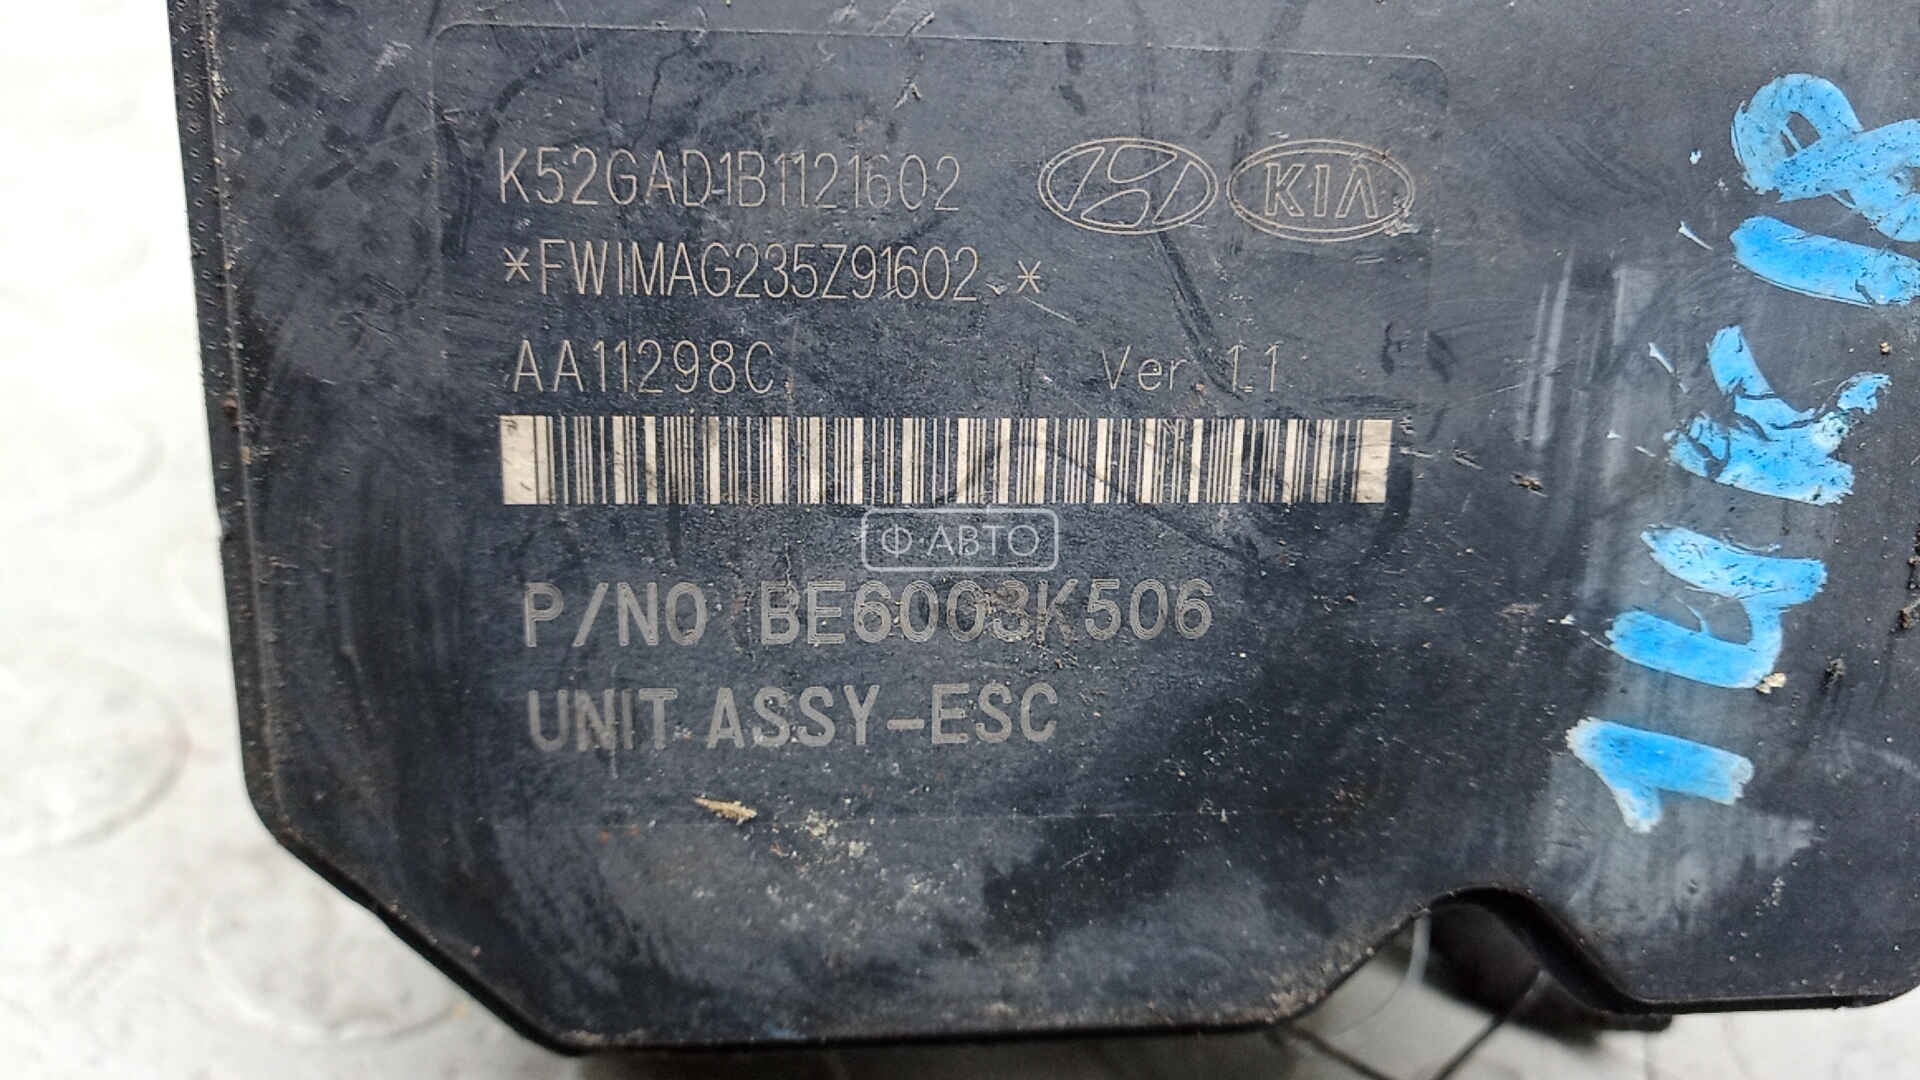 K52GAD1B1121602
KIA
*FWIMAG235Z91602 *
AA11298C Ver. 1.1
Ф·АВТО
P/NO BE6003K506
UNIT ASSY-ESC